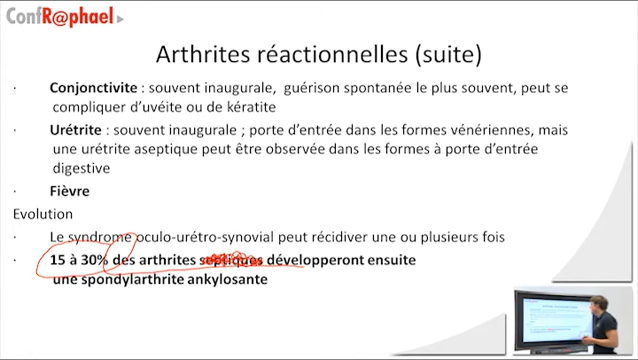 ConfR@phael
Arthrites réactionnelles (suite)
· Conjonctivite : souvent inaugurale, guérison spontanée le plus souvent, peut se
compliquer d'uvéite ou de kératite
· Urétrite : souvent inaugurale ; porte d'entrée dans les formes vénériennes, mais
une urétrite aseptique peut être observée dans les formes à porte d'entrée
digestive
· Fièvre
Evolution
· Le syndrome oculo-urétro-synovial peut récidiver une ou plusieurs fois
· 15 à 30% des arthrites septiques développeront ensuite
une spondylarthrite ankylosante